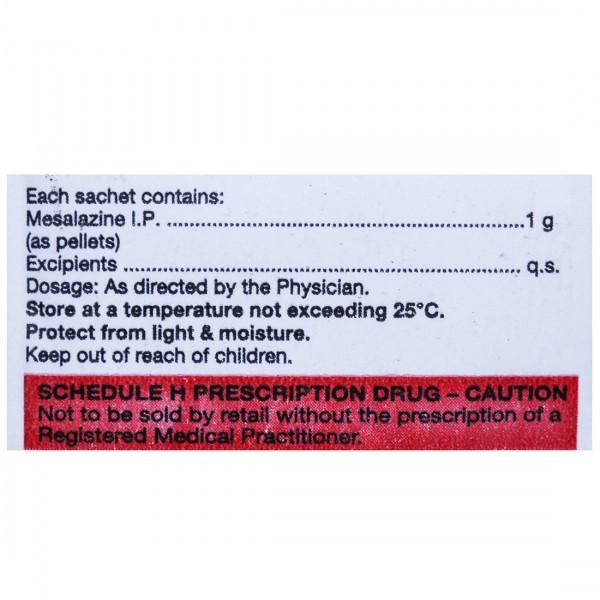 Each sachet contains:
Mesalazine I.P. ..........................................................................1 g
(as pellets)
Excipients .................................................................................. q.s.
Dosage: As directed by the Physician.
Store at a temperature not exceeding 25°C.
Protect from light & moisture.
Keep out of reach of children.
SCHEDULE H PRESCRIPTION DRUG – CAUTION
Not to be sold by retail without the prescription of a
Registered Medical Practitioner.